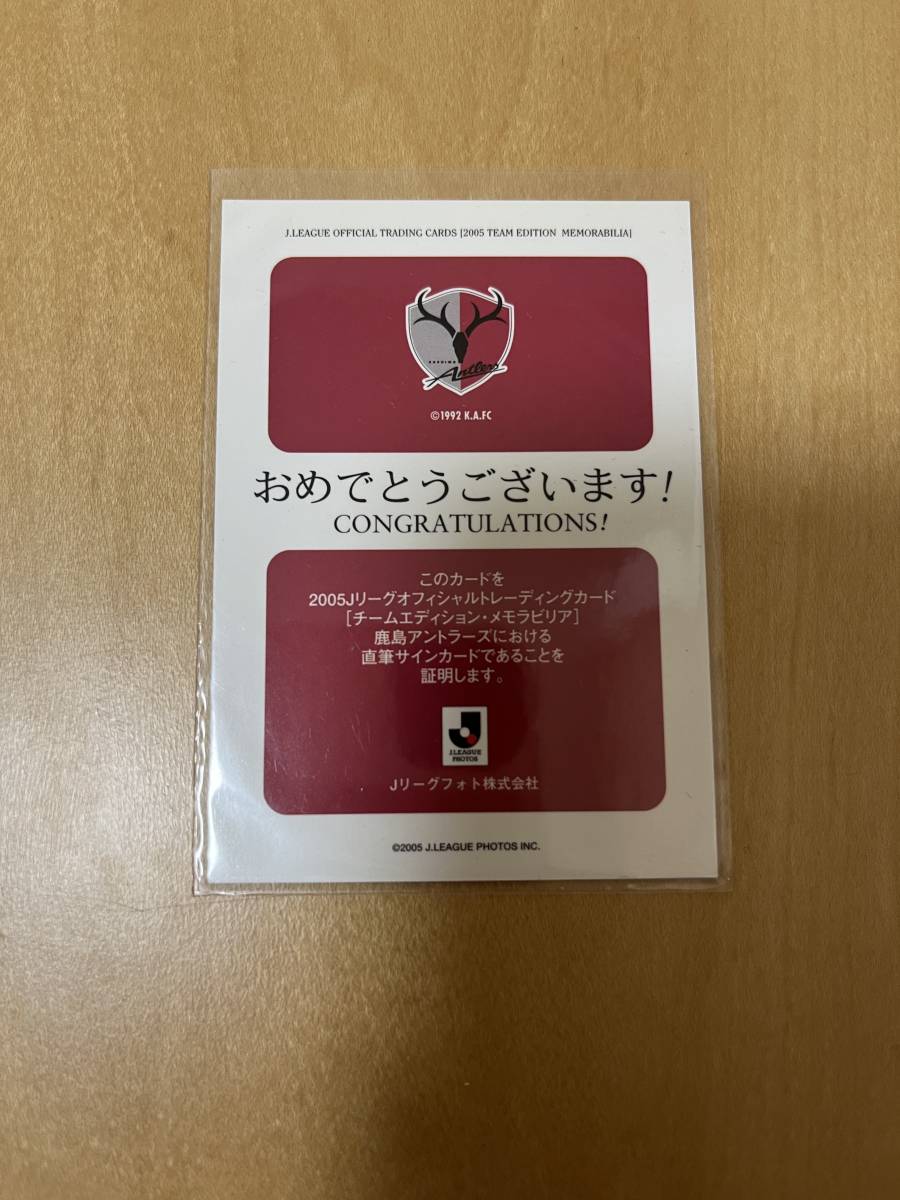 J.LEAGUE OFFICIAL TRADING CARDS [2005 TEAM EDITION MEMORABILIA]
KASHIMA
Antlers
©1992 K.A.FC
おめでとうございます!
CONGRATULATIONS!
このカードを
2005Jリーグオフィシャルトレーディングカード
[チームエディション・メモラビリア]
鹿島アントラーズにおける
直筆サインカードであることを
証明します。
J.LEAGUE
PHOTOS
Jリーグフォト株式会社
©2005 J.LEAGUE PHOTOS INC.